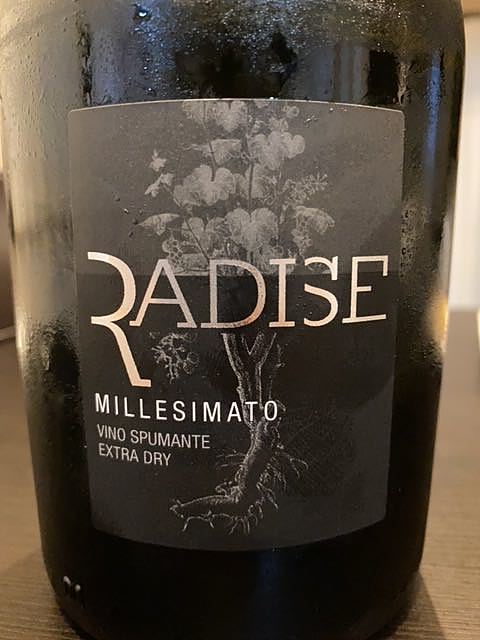 RADISE
MILLESIMATO
VINO SPUMANTE
EXTRA DRY